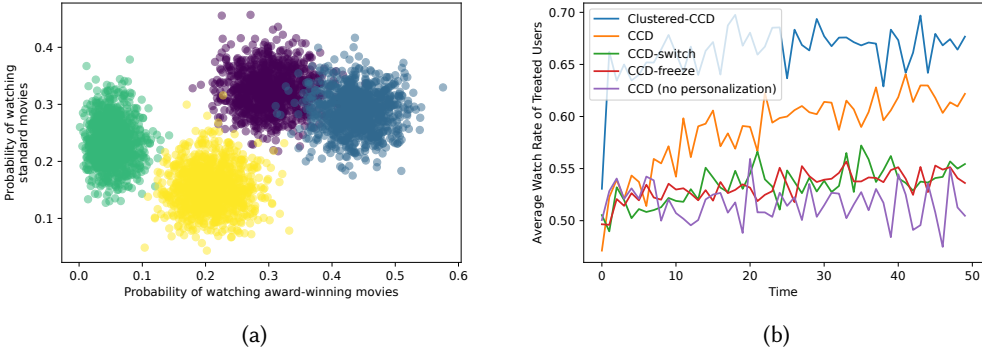 Probability of watching
standard movies
0.4
0.3
0.2
0.1
0.0 0.1 0.2 0.3 0.4 0.5 0.6
Probability of watching award-winning movies
(a)
Average Watch Rate of Treated Users
0.70
0.65
0.60
0.55
0.50
Clustered-CCD
CCD
CCD-switch
CCD-freeze
CCD (no personalization)
0 10 20 30 40 50
Time
(b)